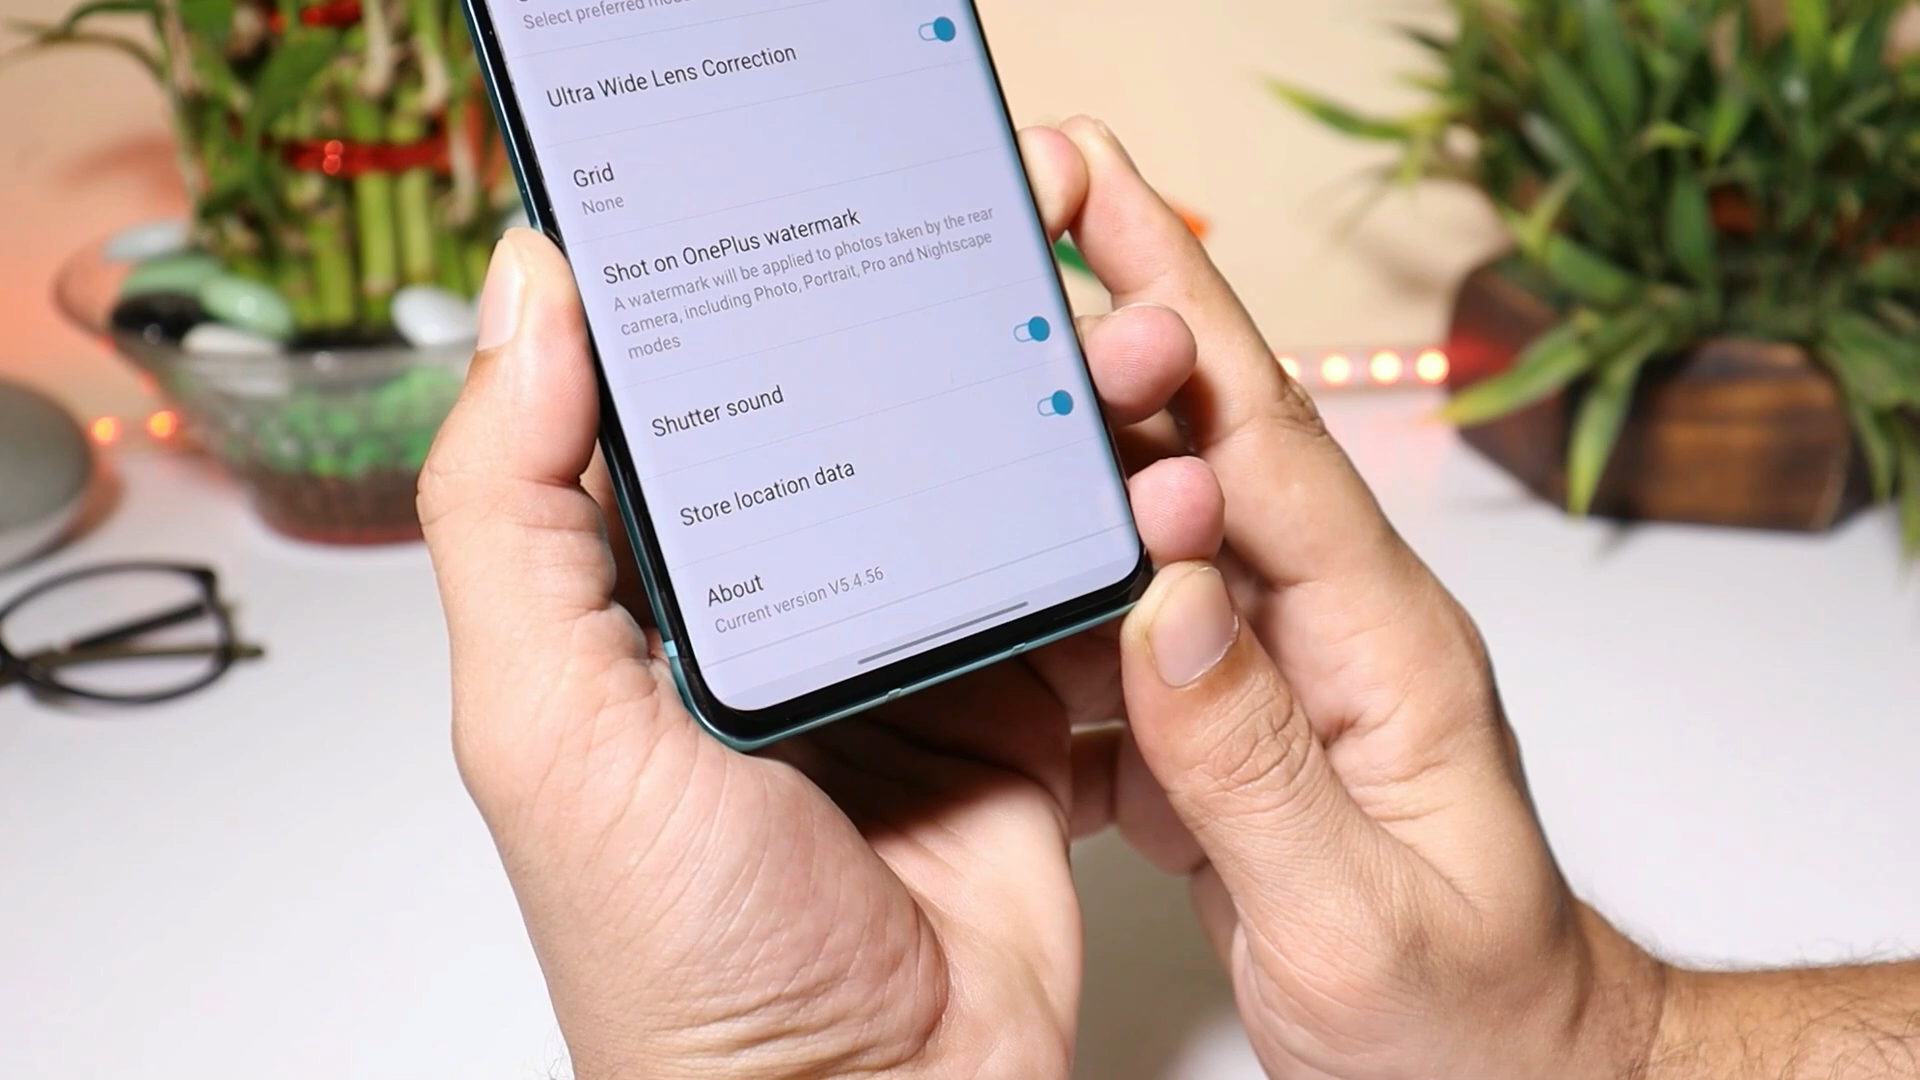 Select preferred
Ultra Wide Lens Correction
Grid
None
Shot on OnePlus watermark
A watermark will be applied to photos taken by the rear
camera, including Photo, Portrait, Pro and Nightscape
modes
Shutter sound
Store location data
About
Current version V5.4.56